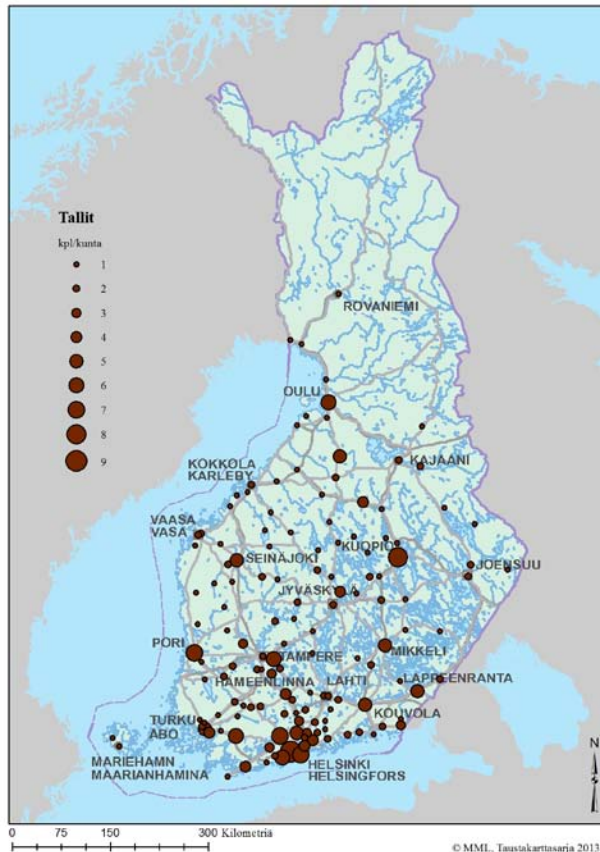 Tallit
kpl/kunta
1
2
3
4
5
6
7
8
9
ROVANIEMI
OULU
KAJAANI
KOKKOLA
KARLEBY
VAASA
VASA
KUOPIO
SEINÄJOKI
JOENSUU
JYVÄSKYLÄ
PORI
TAMPERE
MIKKELI
HÄMEENLINNA
LAHTI
LAPPEENRANTA
KOUVOLA
TURKU
ÅBO
MARIEHAMN
MAARIANHAMINA
HELSINKI
HELSINGFORS
N
0 75 150 300 Kilometriä
© MML, Taustakarttasarja 2013